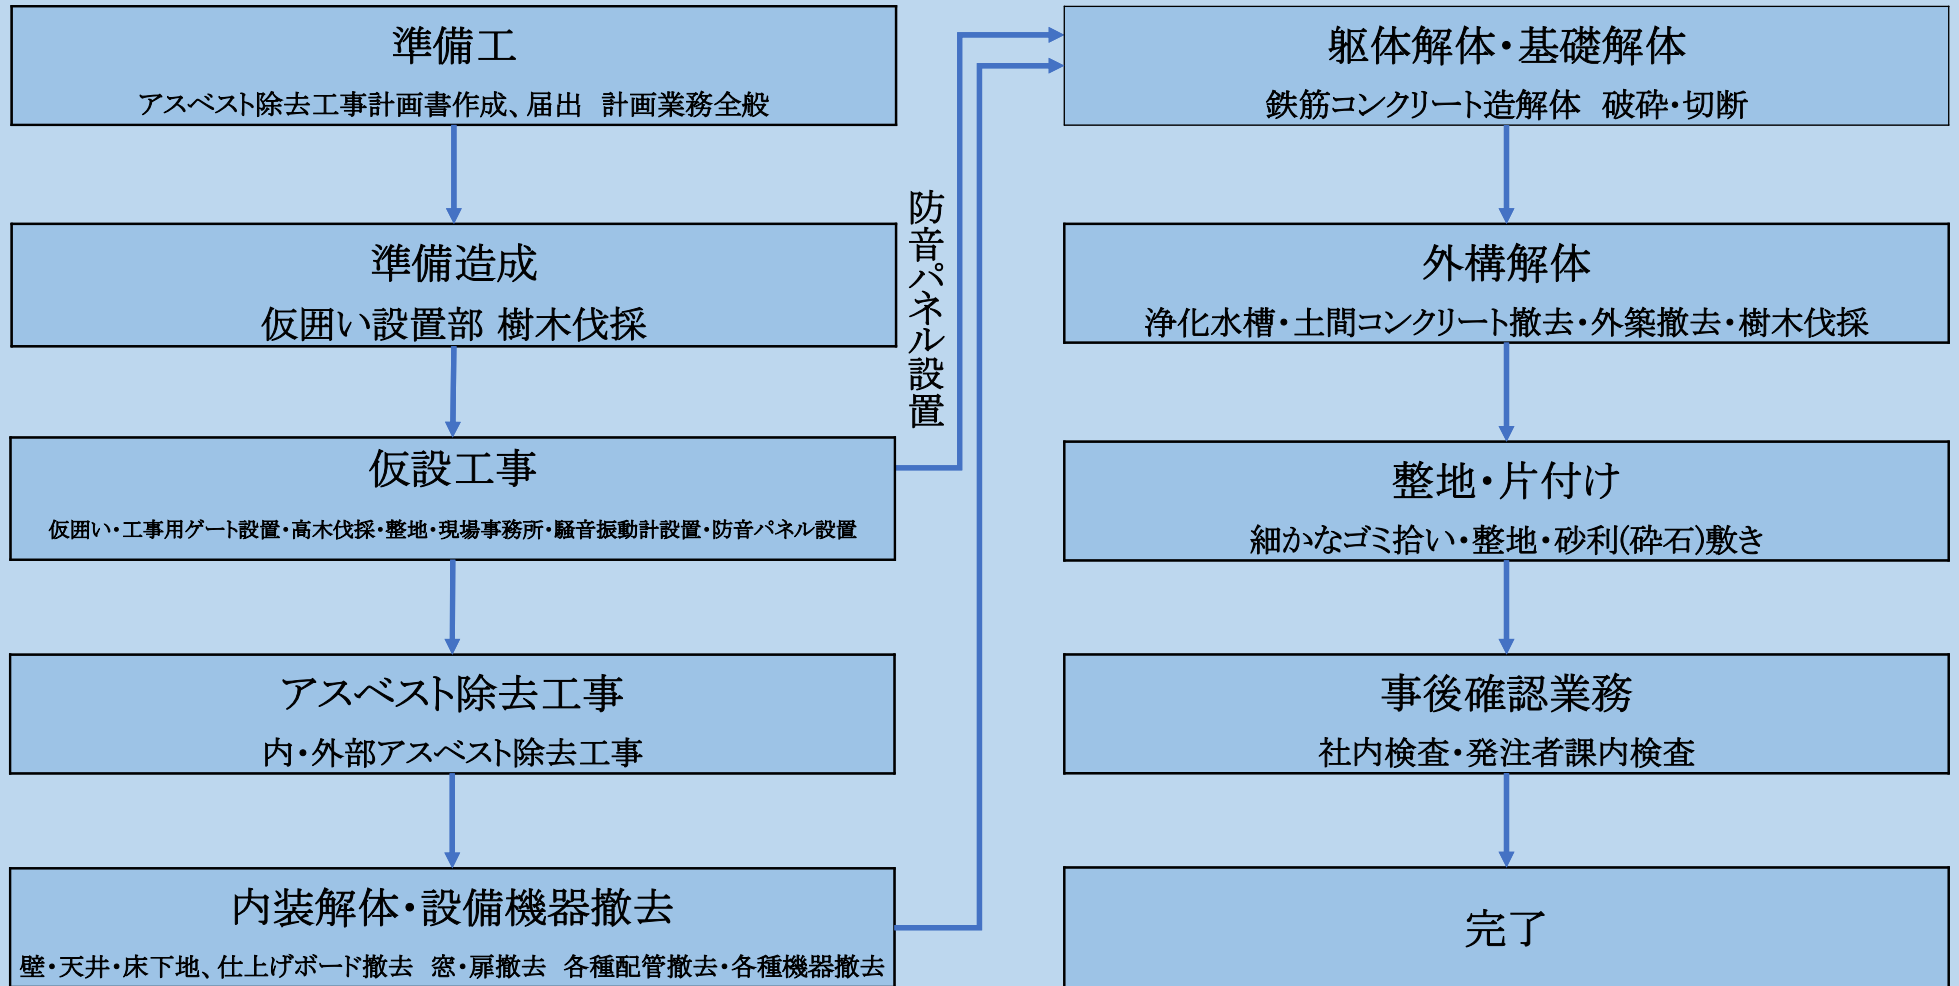 準備工
アスベスト除去工事計画書作成、届出　計画業務全般
準備造成
仮囲い設置部 樹木伐採
仮設工事
仮囲い・工事用ゲート設置・高木伐採・整地・現場事務所・騒音振動計設置・防音パネル設置
アスベスト除去工事
内・外部アスベスト除去工事
内装解体・設備機器撤去
壁・天井・床下地、仕上げボード撤去　窓・扉撤去　各種配管撤去・各種機器撤去
防音パネル設置
躯体解体・基礎解体
鉄筋コンクリート造解体　破砕・切断
外構解体
浄化水槽・土間コンクリート撤去・外築撤去・樹木伐採
整地・片付け
細かなゴミ拾い・整地・砂利(砕石)敷き
事後確認業務
社内検査・発注者課内検査
完了